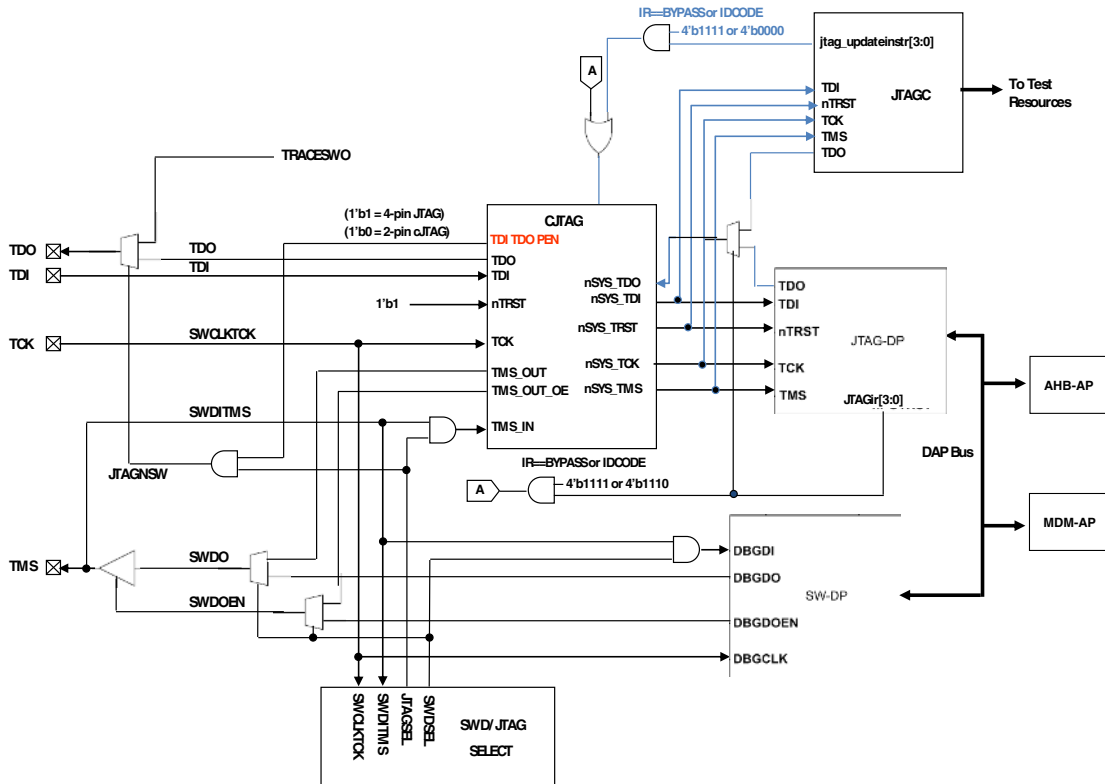 IR==BYPASS or IDCODE
4'b1111 or 4'b0000
jtag_updateinstr[3:0]
A
TDI
nTRST
TCK
TMS
TDO
JTAGC
To Test
Resources
TRACESWO
(1'b1 = 4-pin JTAG)
(1'b0 = 2-pin cJTAG)
CJTAG
TDI TDO PEN
TDO
TDO
TDO
TDI
TDI
TDI
nSYS_TDO
nSYS_TDI
1'b1
nTRST
nSYS_TRST
TCK
SWCLKTCK
TCK
nSYS_TCK
TMS_OUT
TMS_OUT_OE
nSYS_TMS
TMS_IN
TDO
TDI
nTRST
TCK
TMS
JTAG-DP
JTAGir[3:0]
AHB-AP
SWDITMS
JTAGNSW
IR==BYPASS or IDCODE
A
4'b1111 or 4'b1110
DAP Bus
MDM-AP
TMS
SWDO
SWDOEN
DBGDI
DBGDO
SW-DP
DBGDOEN
DBGCLK
SWCLKTCK
SWDITMS
JTAGSEL
SWDSEL
SWD/JTAG
SELECT